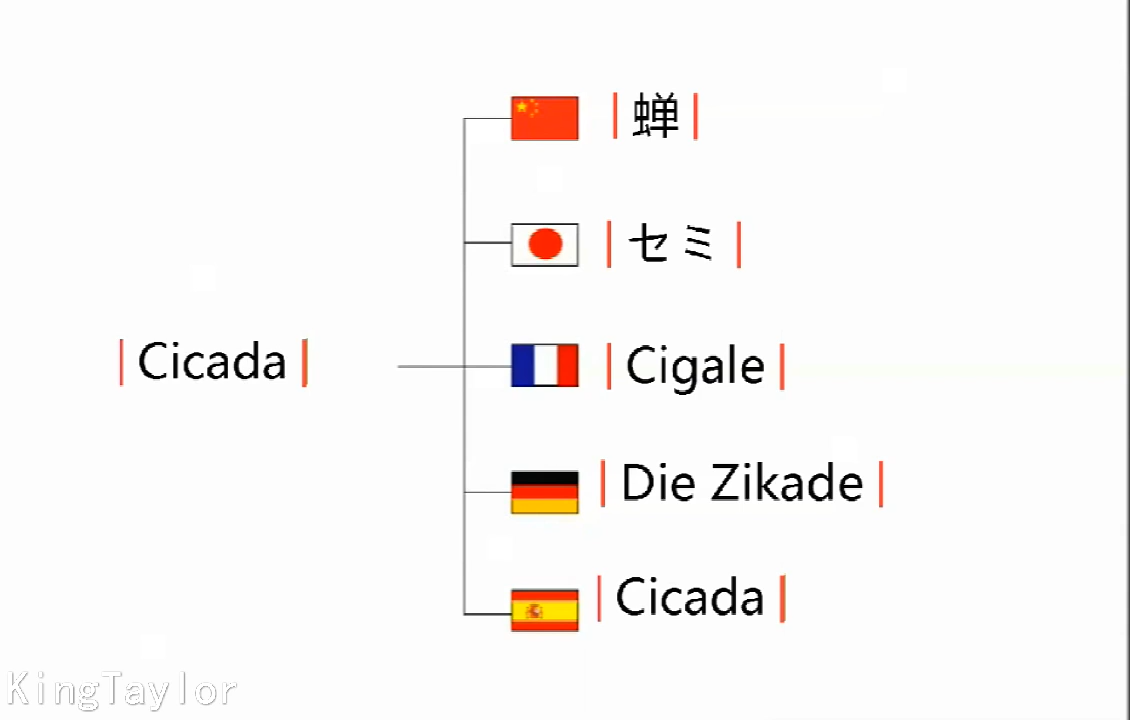 蝉
セミ
Cicada
Cigale
Die Zikade
Cicada
KingTaylor